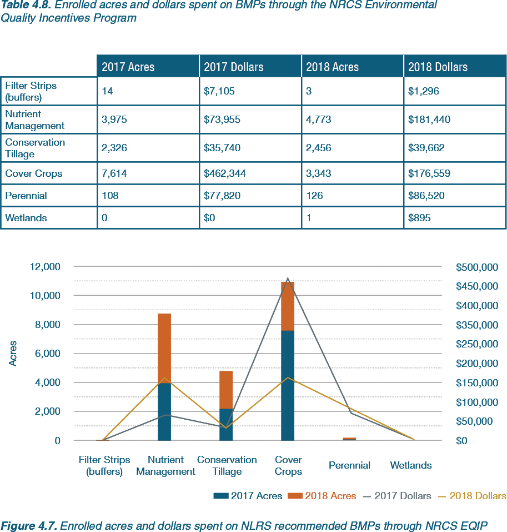 Table 4.8. Enrolled acres and dollars spent on BMPs through the NRCS Environmental
Quality Incentives Program
2017 Acres 2017 Dollars 2018 Acres 2018 Dollars
Filter Strips
(buffers) 14 $7,105 3 $1,296
Nutrient
Management 3,975 $73,955 4,773 $181,440
Conservation
Tillage 2,326 $35,740 2,456 $39,662
Cover Crops 7,614 $462,344 3,343 $176,559
Perennial 108 $77,820 126 $86,520
Wetlands 0 $0 1 $895
12,000
10,000
8,000
6,000
4,000
2,000
0
Acres
$500,000
$450,000
$400,000
$350,000
$250,000
$200,000
$150,000
$100,000
$50,000
$0
Filter Strips
(buffers)
Nutrient
Management
Conservation
Tillage
Cover
Crops
Perennial
Wetlands
2017 Acres 2018 Acres 2017 Dollars 2018 Dollars
Figure 4.7. Enrolled acres and dollars spent on NLRS recommended BMPs through NRCS EQIP